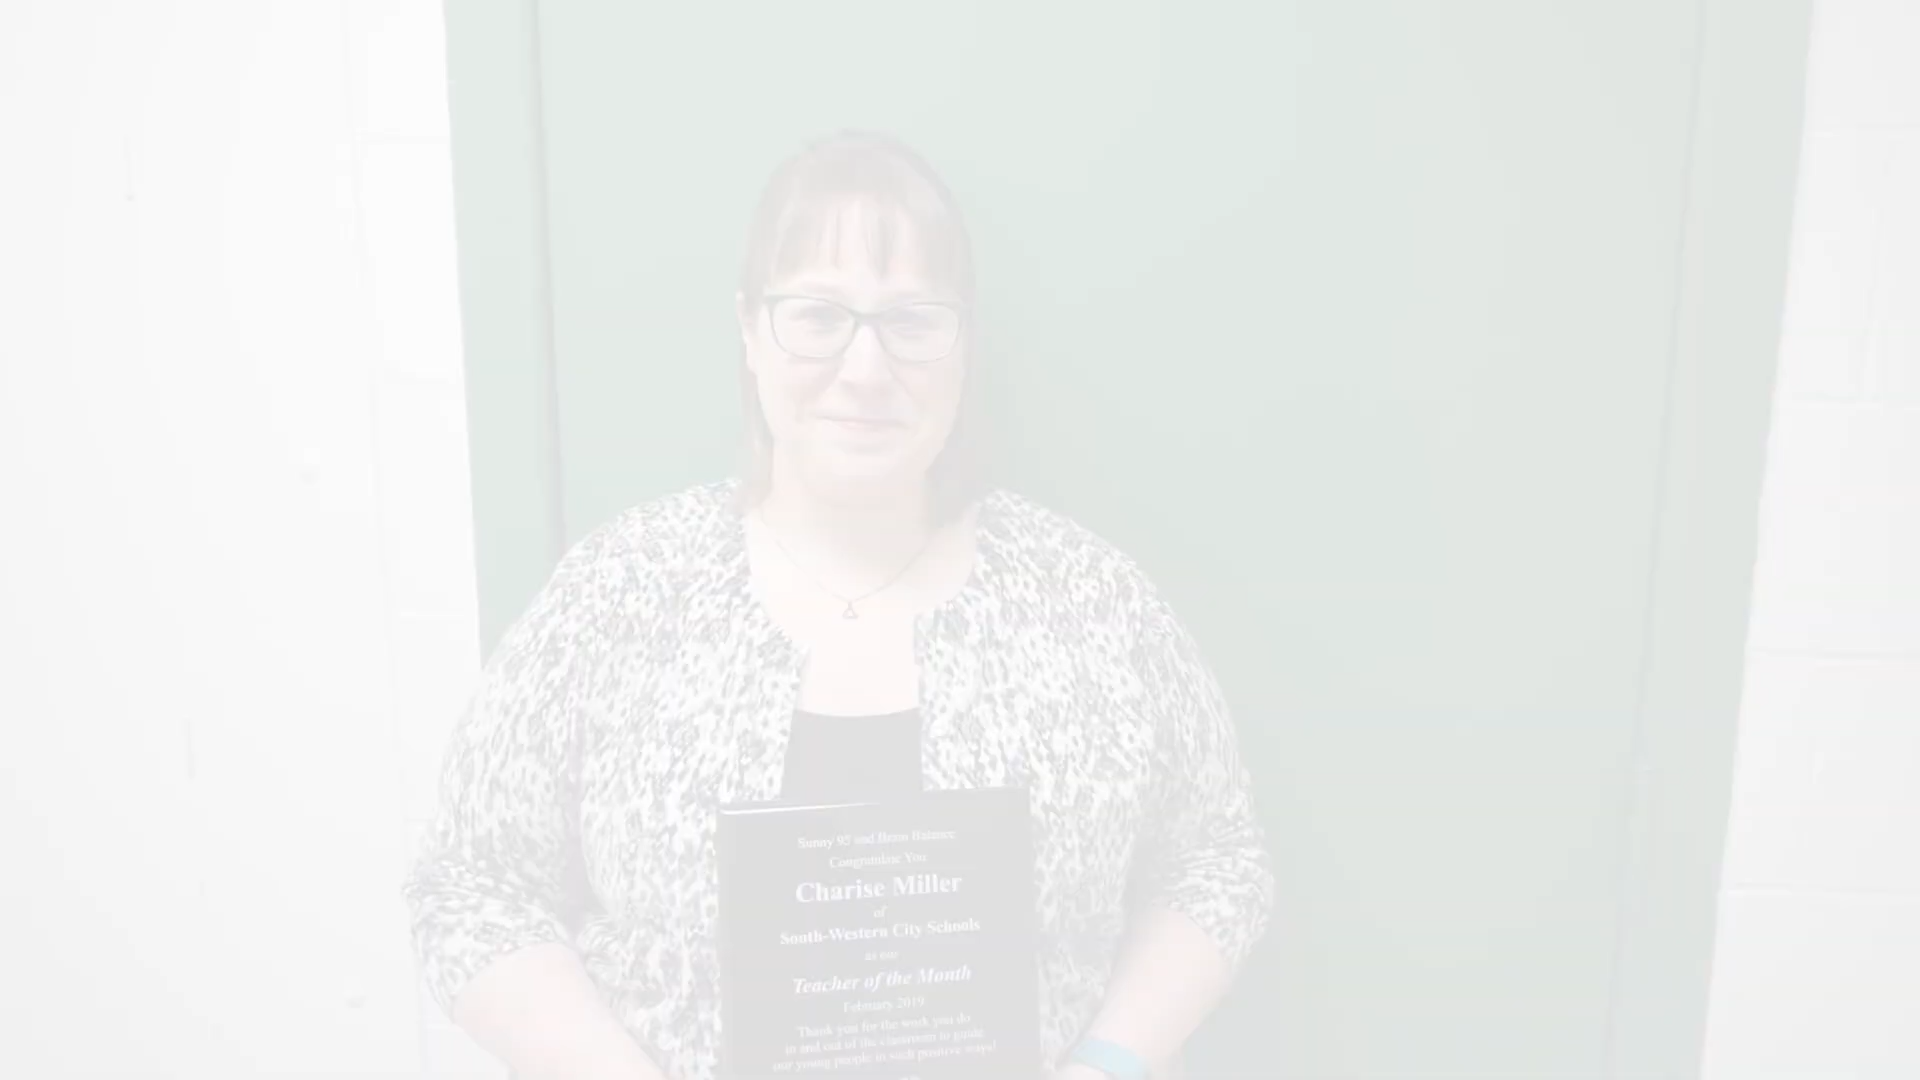 Sunny 95 and Brain Balance
Congratulate You
Charise Miller
of
South-Western City Schools
as our
Teacher of the Month
February 2019
Thank you for the work you do
in and out of the classroom to guide
our young people in such positive ways!